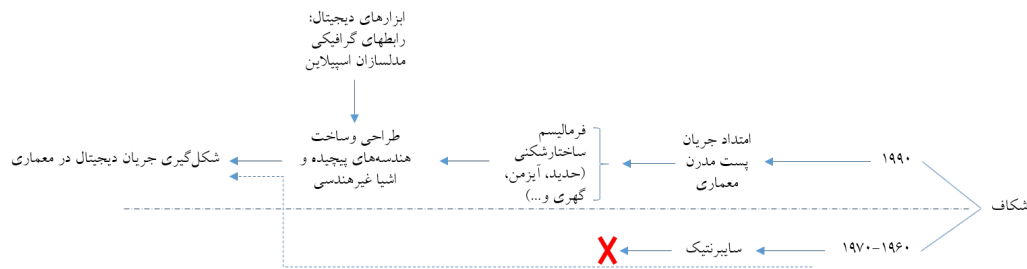 ابزارهای دیجیتال:
رابطهای گرافیکی
مدلسازان اسپیلاین
شکاف
۱۹۹۰
امتداد جریان
پست مدرن
معماری
فرمالیسم
ساختارشکنی
(حدید، آیزمن،
گهری و...)
طراحی وساخت
هندسه‌های پیچیده و
اشیا غیرهندسی
شکل‌گیری جریان دیجیتال در معماری
۱۹۶۰-۱۹۷۰
سایبرنتیک